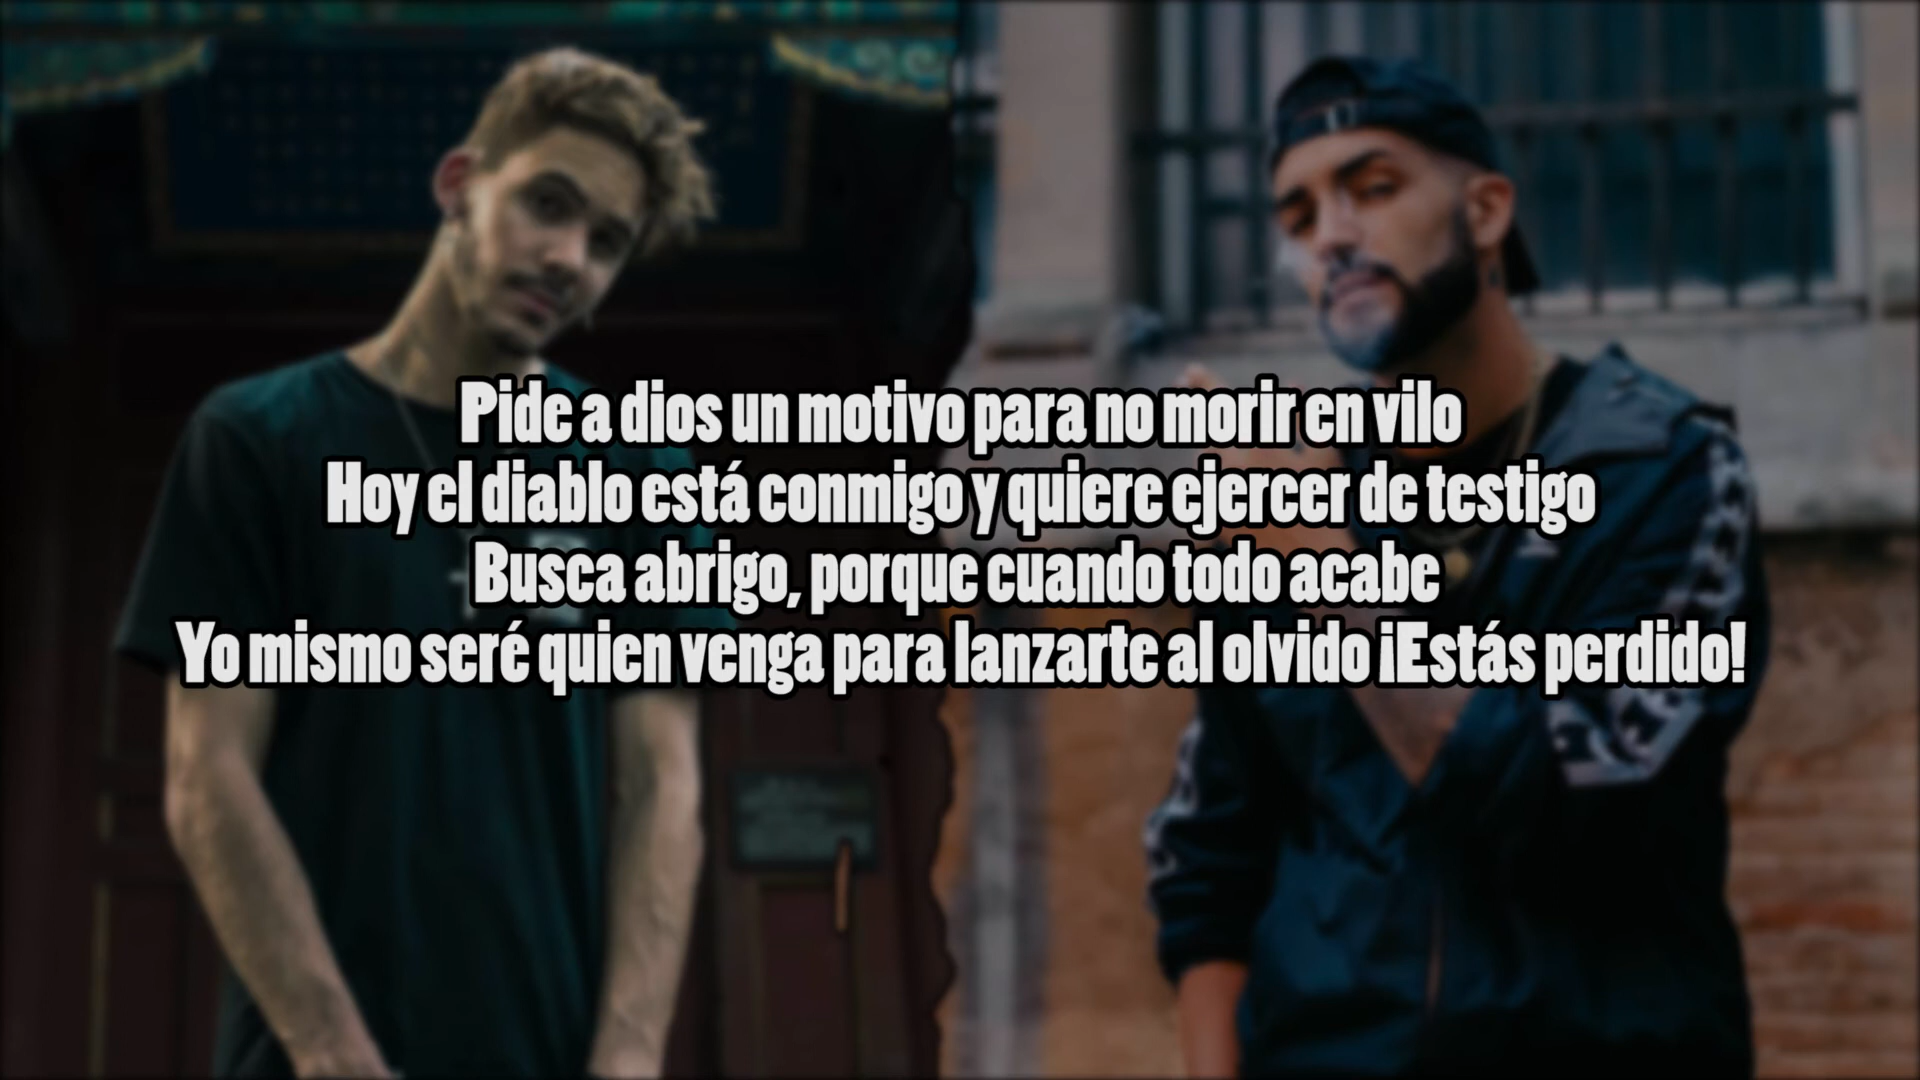 Pide a dios un motivo para no morir en vilo
Hoy el diablo está conmigo y quiere ejercer de testigo
Busca abrigo, porque cuando todo acabe
Yo mismo seré quien venga para lanzarte al olvido ¡Estás perdido!